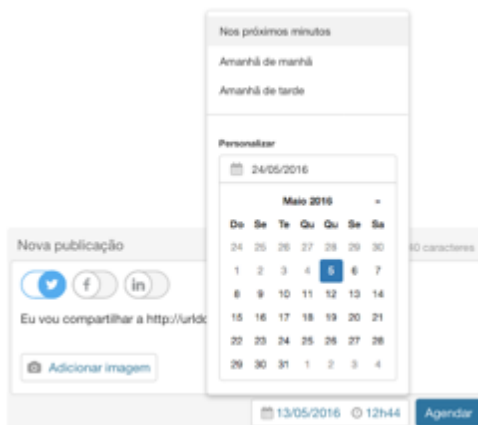 Nos próximos minutos
Amanhã de manhã
Amanhã de tarde
Personalizar
24/05/2016
Maio 2016 »
Do Se Te Qu Qu Se Sa
24 25 26 27 28 29 30
1 2 3 4 5 6 7
8 9 10 11 12 13 14
15 16 17 18 19 20 21
22 23 24 25 26 27 28
29 30 31 1 2 3 4
Nova publicação
40 caracteres
Eu vou compartilhar a http://urldc
Adicionar imagem
13/05/2016 12h44 Agendar